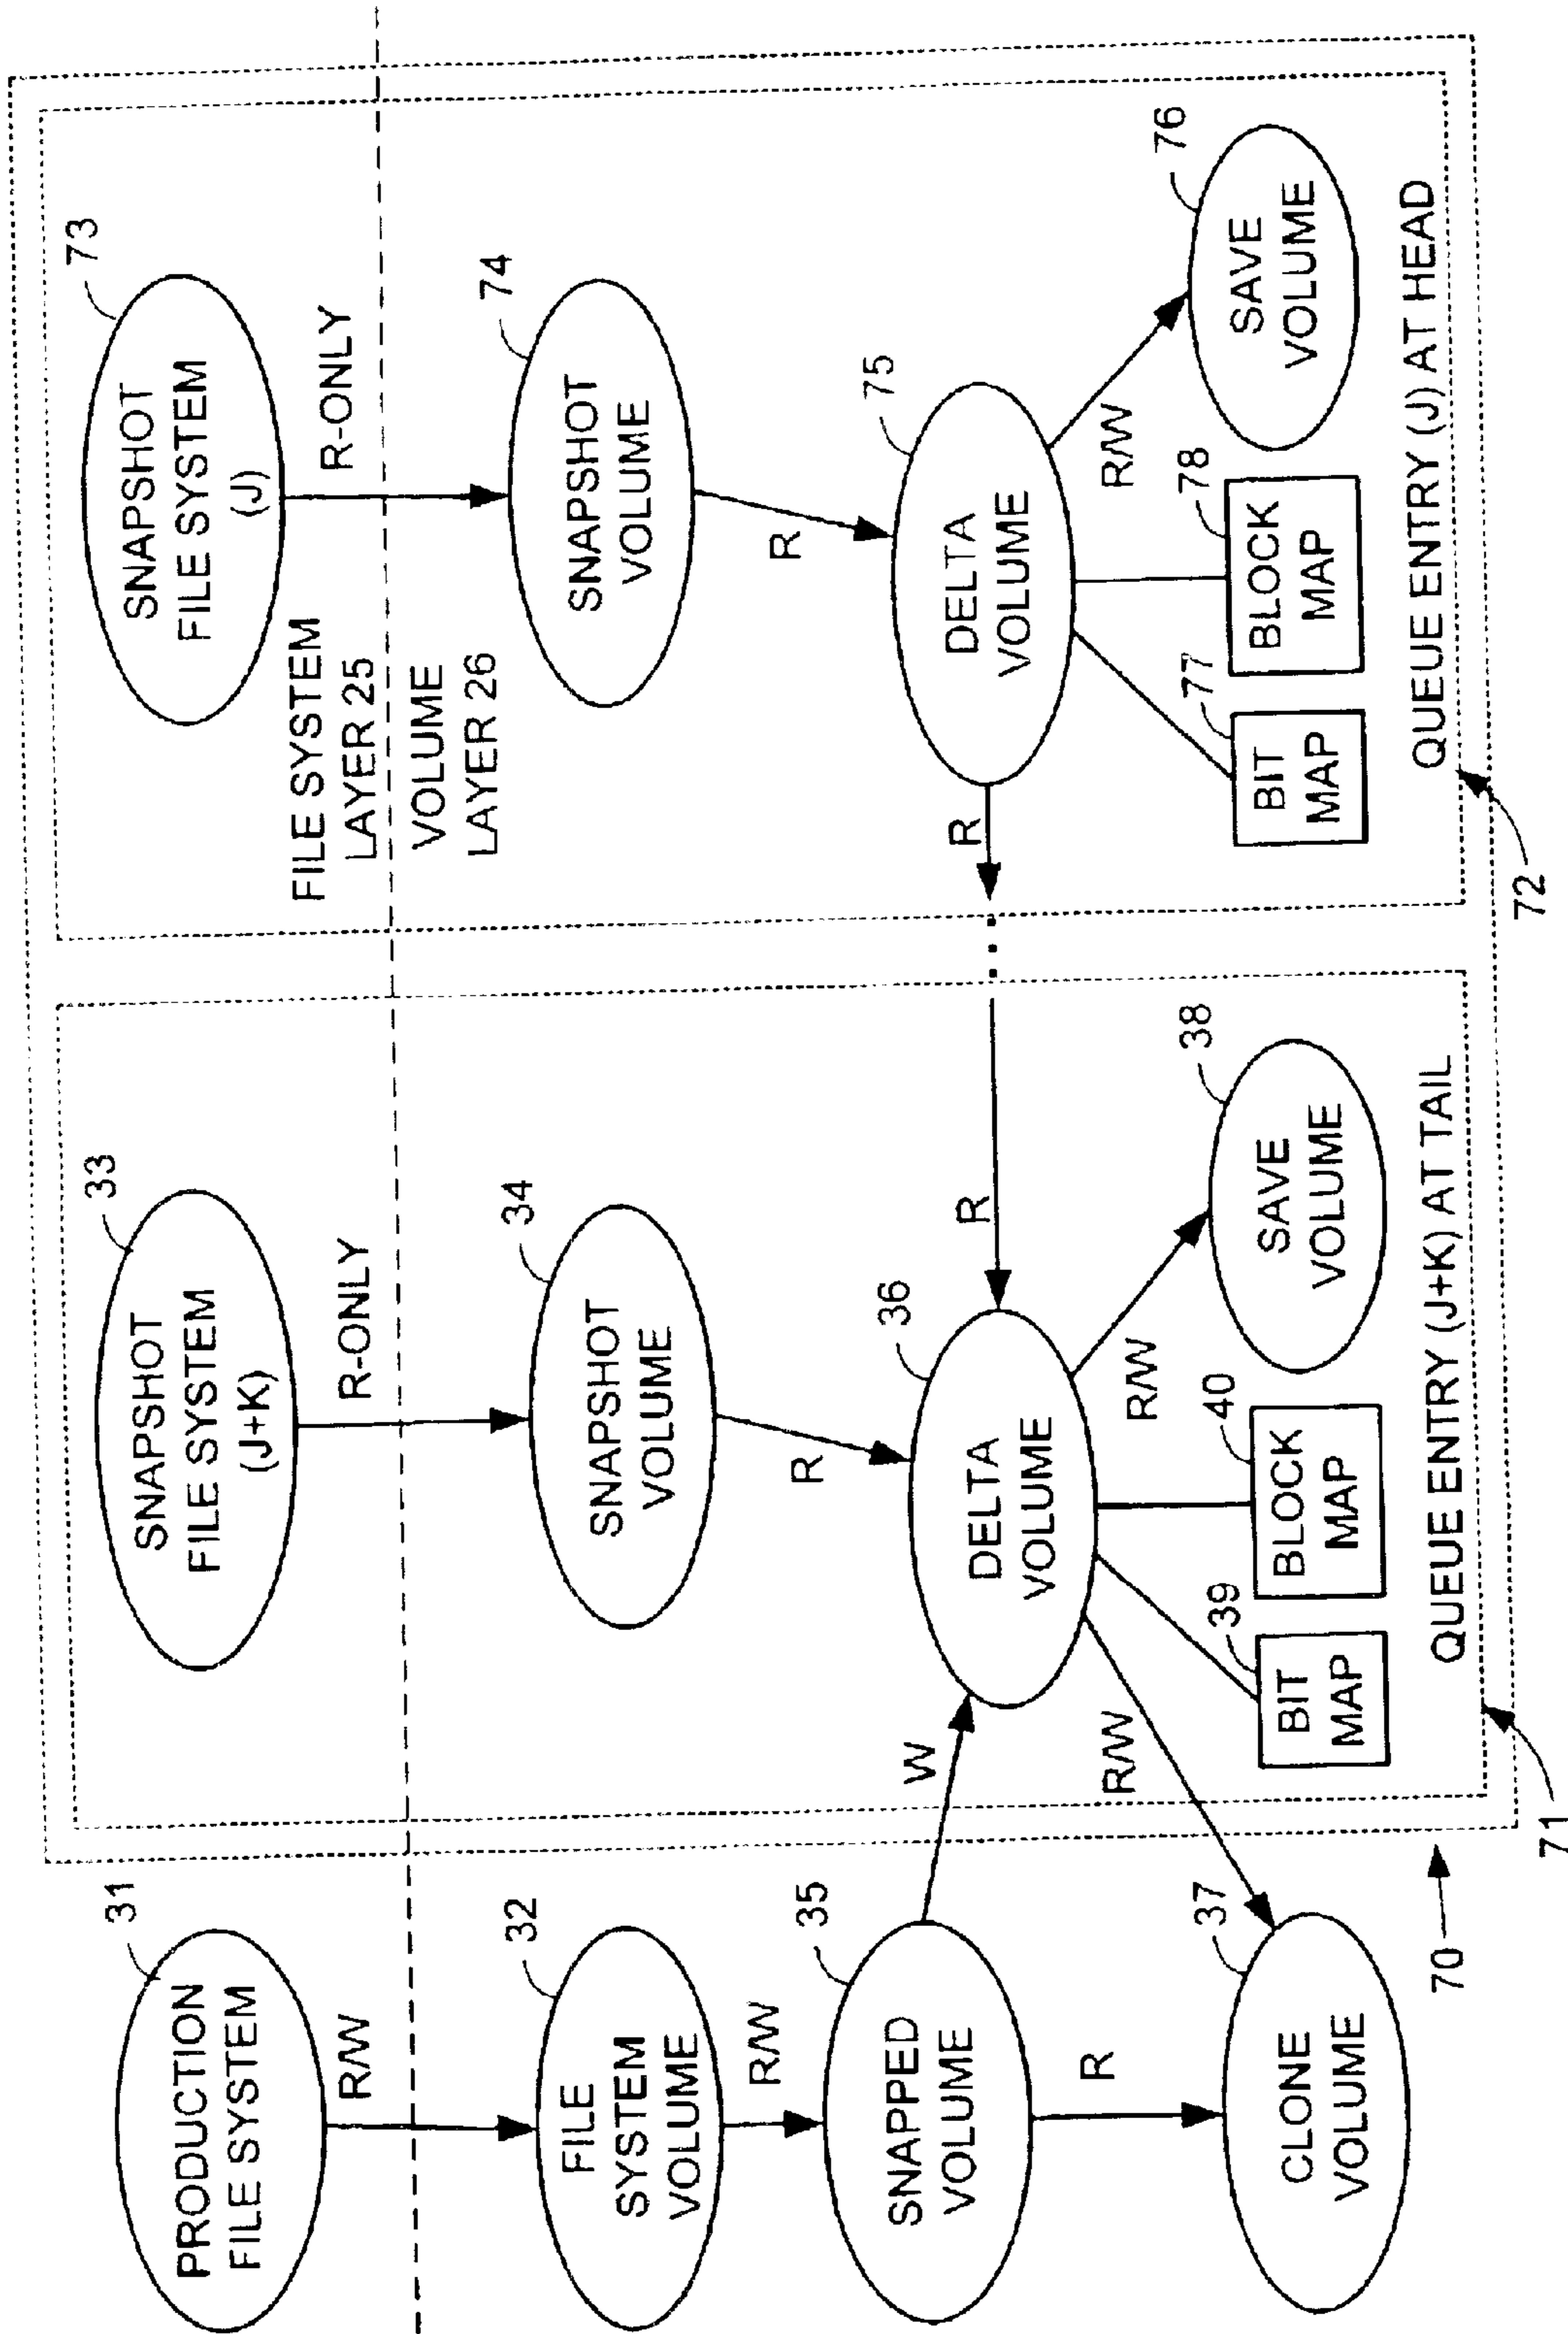 PRODUCTION
FILE SYSTEM
31
R/W
FILE
SYSTEM
VOLUME
32
R/W
SNAPPED
VOLUME
35
W
R
CLONE
VOLUME
37
SNAPSHOT
FILE SYSTEM
(J+K)
33
R-ONLY
SNAPSHOT
VOLUME
34
R
DELTA
VOLUME
36
R
R/W
R/W
BIT
MAP
39
BLOCK
MAP
40
SAVE
VOLUME
38
QUEUE ENTRY (J+K) AT TAIL
70
71
SNAPSHOT
FILE SYSTEM
(J)
73
R-ONLY
FILE SYSTEM
LAYER 25
VOLUME
LAYER 26
SNAPSHOT
VOLUME
74
R
DELTA
VOLUME
75
R
R/W
BIT
MAP
77
BLOCK
MAP
78
SAVE
VOLUME
76
QUEUE ENTRY (J) AT HEAD
72